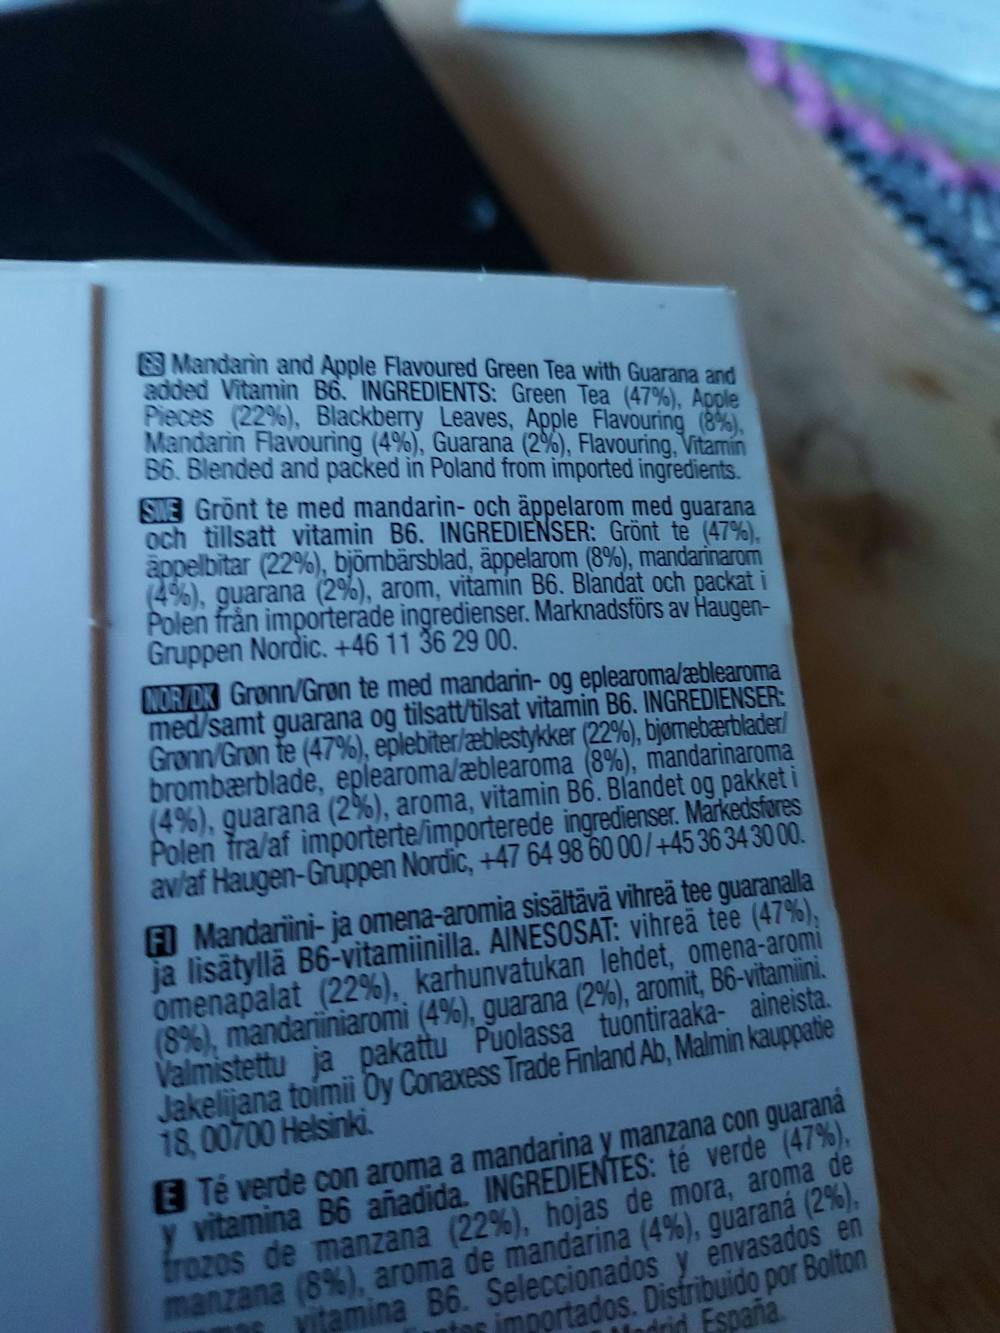 GB Mandarin and Apple Flavoured Green Tea with Guarana and
added Vitamin B6. INGREDIENTS: Green Tea (47%), Apple
Pieces (22%), Blackberry Leaves, Apple Flavouring (8%),
Mandarin Flavouring (4%), Guarana (2%), Flavouring, Vitamin
B6. Blended and packed in Poland from imported ingredients.
SWE Grönt te med mandarin- och äppelarom med guarana
och tillsatt vitamin B6. INGREDIENSER: Grönt te (47%),
äppelbitar (22%), björnbärsblad, äppelarom (8%), mandarinarom
(4%), guarana (2%), arom, vitamin B6. Blandat och packat i
Polen från importerade ingredienser. Marknadsförs av Haugen-
Gruppen Nordic. +46 11 36 29 00.
NOR/DK Grønn/Grøn te med mandarin- og eplearoma/æblearoma
med/samt guarana og tilsatt/tilsat vitamin B6. INGREDIENSER:
Grønn/Grøn te (47%), eplebiter/æblestykker (22%), bjørnebærblader/
brombærblade, eplearoma/æblearoma (8%), mandarinaroma
(4%), guarana (2%), aroma, vitamin B6. Blandet og pakket i
Polen fra/af importerte/importerede ingredienser. Markedsføres
av/af Haugen-Gruppen Nordic, +47 64 98 60 00 / +45 36 34 30 00.
FI Mandariini- ja omena-aromia sisältävä vihreä tee guaranalla
ja lisätyllä B6-vitamiinilla. AINESOSAT: vihreä tee (47%),
omenapalat (22%), karhunvatukan lehdet, omena-aromi
(8%), mandariiniaromi (4%), guarana (2%), aromit, B6-vitamiini.
Valmistettu ja pakattu Puolassa tuontiraaka- aineista.
Jakelijana toimii Oy Conaxess Trade Finland Ab, Malmin kauppatie
18, 00700 Helsinki.
E Té verde con aroma a mandarina y manzana con guaraná
y vitamina B6 añadida. INGREDIENTES: té verde (47%),
trozos de manzana (22%), hojas de mora, aroma de
manzana (8%), aroma de mandarina (4%), guaraná (2%),
vitamina B6. Seleccionados y envasados en
importados. Distribuido por Bolton
Madrid, España.